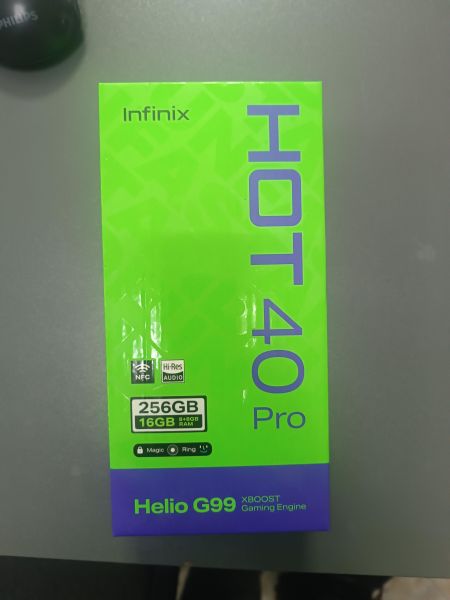 PHILIPS
Infinix
HOT 40
Pro
NFC
Hi-Res
AUDIO
256GB
16GB 8+8GB
RAM
Magic Ring
Helio G99 XBOOST
Gaming Engine